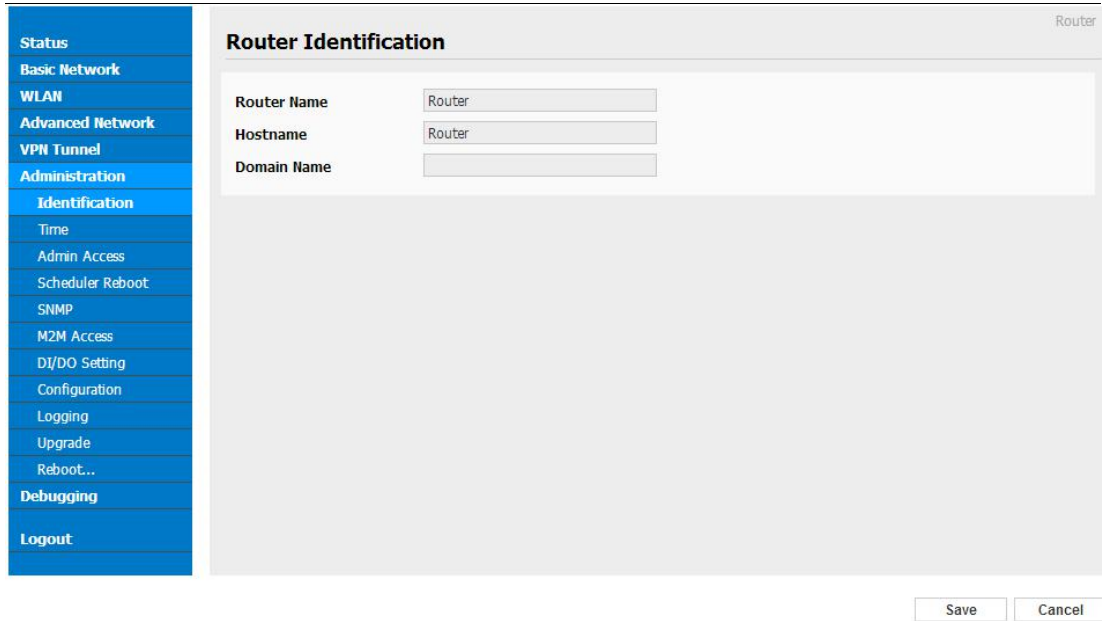 Router
Status
Basic Network
WLAN
Advanced Network
VPN Tunnel
Administration
Identification
Time
Admin Access
Scheduler Reboot
SNMP
M2M Access
DI/DO Setting
Configuration
Logging
Upgrade
Reboot...
Debugging
Logout
Router Identification
Router Name Router
Hostname Router
Domain Name
Save Cancel